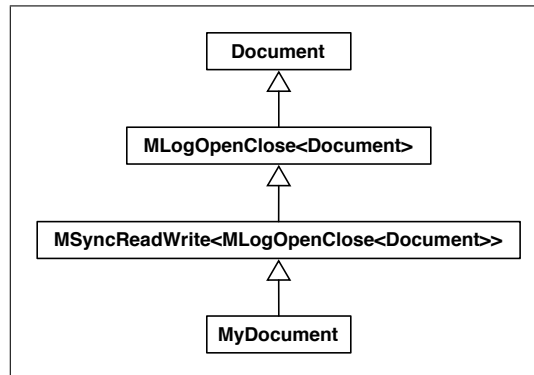 Document
MLogOpenClose<Document>
MSyncReadWrite<MLogOpenClose<Document>>
MyDocument